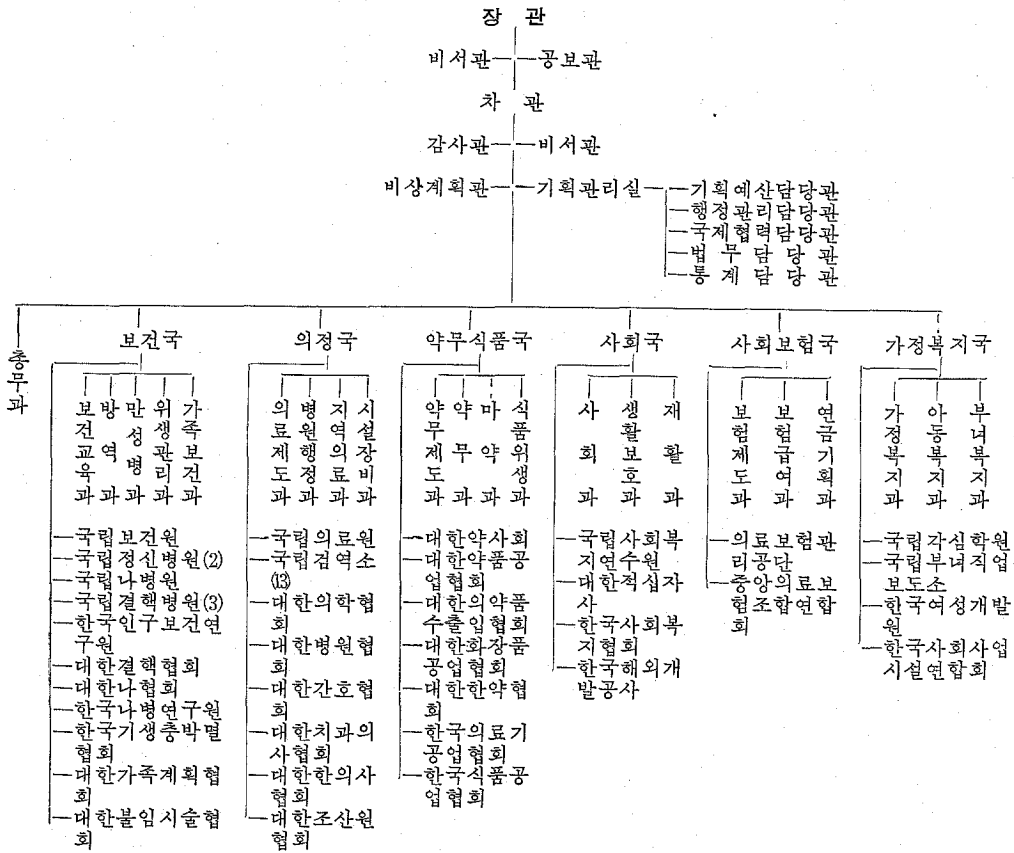 장 관
비서관 공보관
차 관
감사관 비서관
비상계획관 기획관리실 기획예산담당관
행정관리담당관
국제협력담당관
법 무 담 당 관
통 계 담 당 관
총무과
보건국
보건교육과
방 역 과
만성병과
위생관리과
가족보건과
국립보건원
국립정신병원(2)
국립나병원
국립결핵병원(3)
한국인구보건연
구원
대한결핵협회
대한나협회
한국나병연구원
한국기생충박멸
협회
대한가족계획협
회
대한불임시술협
회
의정국
의료제도과
병원행정과
지역의료과
시설장비과
국립의료원
국립검역소
(13)
대한의학협
회
대한병원협
회
대한간호협
회
대한치과의
사협회
대한한의사
협회
대한조산원
협회
약무식품국
약무제도과
약 무 과
마 약 과
식품위생과
대한약사회
대한약품공
업협회
대한의약품
수출입협회
대한화장품
공업협회
대한한약협
회
한국의료기
공업협회
한국식품공
업협회
사회국
사 회 과
생활보호과
재 활 과
국립사회복
지연수원
대한적십자
사
한국사회복
지협회
한국해외개
발공사
사회보험국
보험제도과
보험급여과
연금기획과
의료보험관
리공단
중앙의료보
험조합연합
회
가정복지국
가정복지과
아동복지과
부녀복지과
국립각심학원
국립부녀직업
보도소
한국여성개발
원
한국사회사업
시설연합회